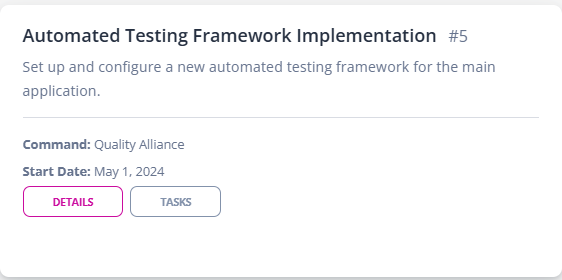 Automated Testing Framework Implementation #5
Set up and configure a new automated testing framework for the main
application.
Command: Quality Alliance
Start Date: May 1, 2024
DETAILS TASKS